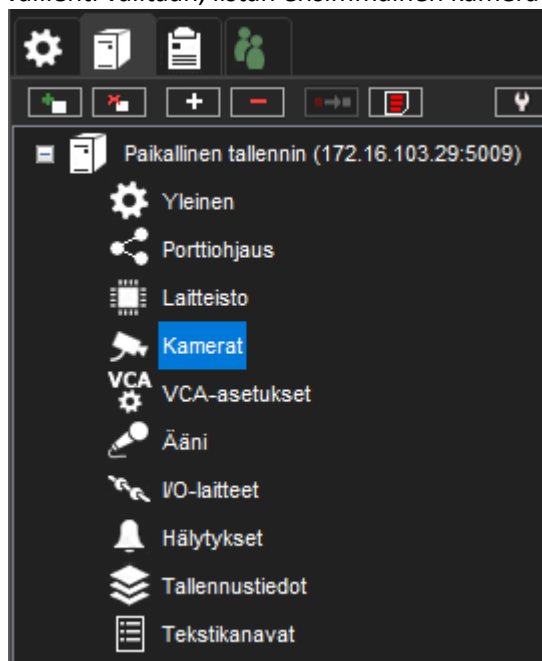 Paikallinen tallennin (172.16.103.29:5009)
Yleinen
Porttiohjaus
Laitteisto
Kamerat
VCA
VCA-asetukset
Ääni
I/O-laitteet
Hälytykset
Tallennustiedot
Tekstikanavat